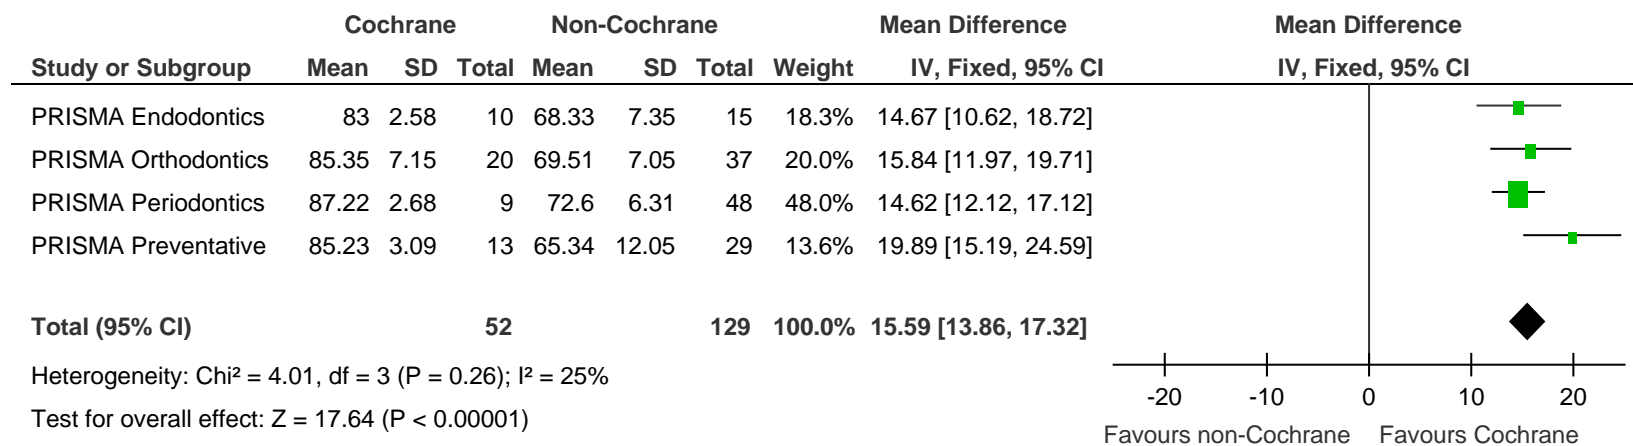 Cochrane Non-Cochrane Mean Difference Mean Difference
Study or Subgroup Mean SD Total Mean SD Total Weight IV, Fixed, 95% CI IV, Fixed, 95% CI
PRISMA Endodontics 83 2.58 10 68.33 7.35 15 18.3% 14.67 [10.62, 18.72]
PRISMA Orthodontics 85.35 7.15 20 69.51 7.05 37 20.0% 15.84 [11.97, 19.71]
PRISMA Periodontics 87.22 2.68 9 72.6 6.31 48 48.0% 14.62 [12.12, 17.12]
PRISMA Preventative 85.23 3.09 13 65.34 12.05 29 13.6% 19.89 [15.19, 24.59]
Total (95% CI) 52 129 100.0% 15.59 [13.86, 17.32]
Heterogeneity: Chi² = 4.01, df = 3 (P = 0.26); I² = 25%
Test for overall effect: Z = 17.64 (P < 0.00001)
-20 -10 0 10 20
Favours non-Cochrane Favours Cochrane